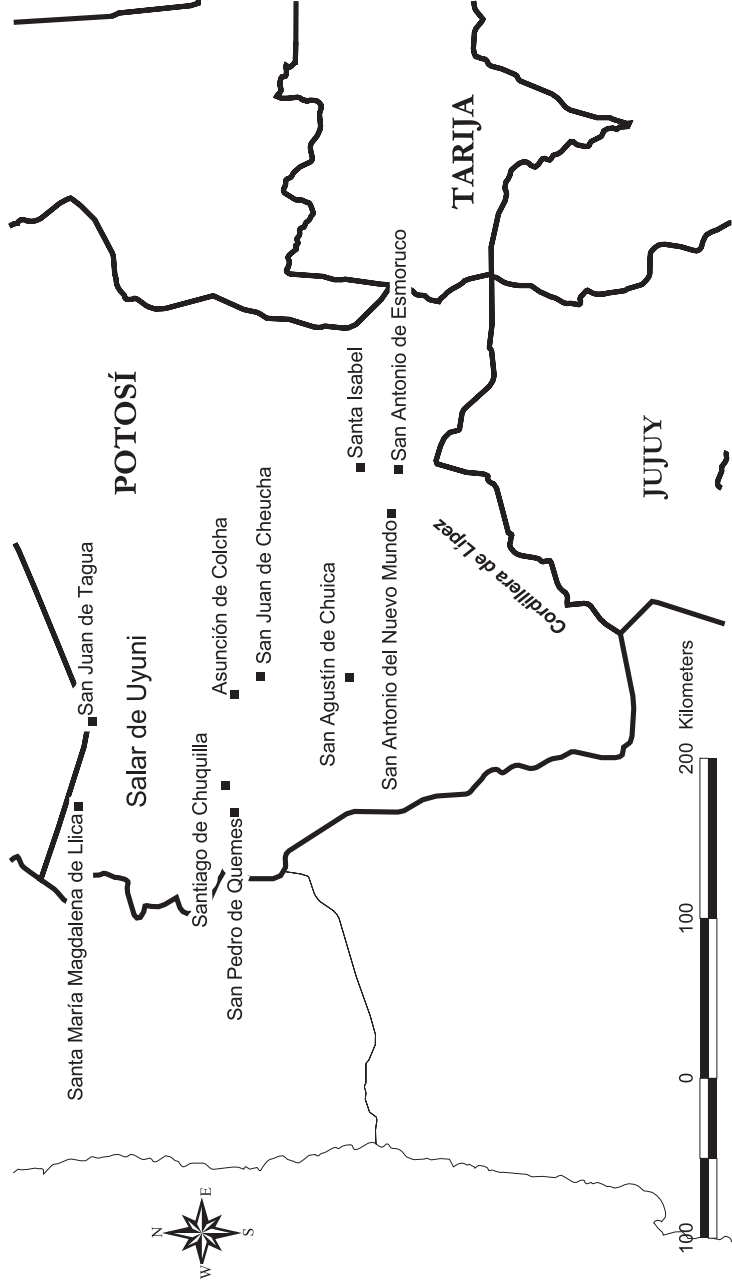 Santa María Magdalena de Llica
San Juan de Tagua
POTOSÍ
Salar de Uyuni
Santiago de Chuquilla
San Pedro de Quemes
Asunción de Colcha
San Juan de Cheucha
San Agustín de Chuica
San Antonio del Nuevo Mundo
Santa Isabel
San Antonio de Esmoruco
TARIJA
Cordillera de Lípez
JUJUY
N
W
E
S
100 0 100 200 Kilometers